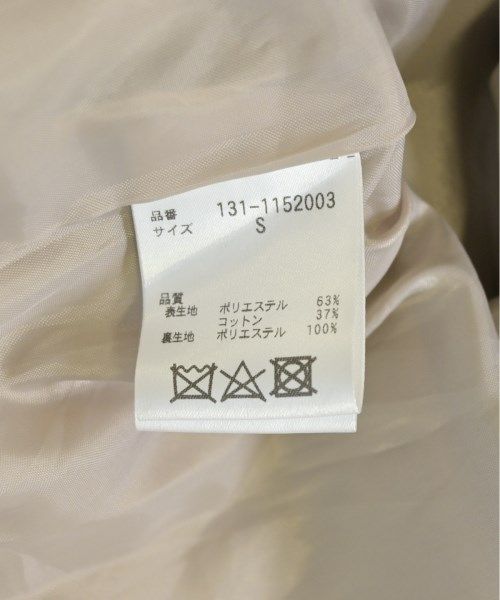 品番 131-1152003
サイズ S
品質
表生地 ポリエステル 63%
コットン 37%
裏生地 ポリエステル 100%